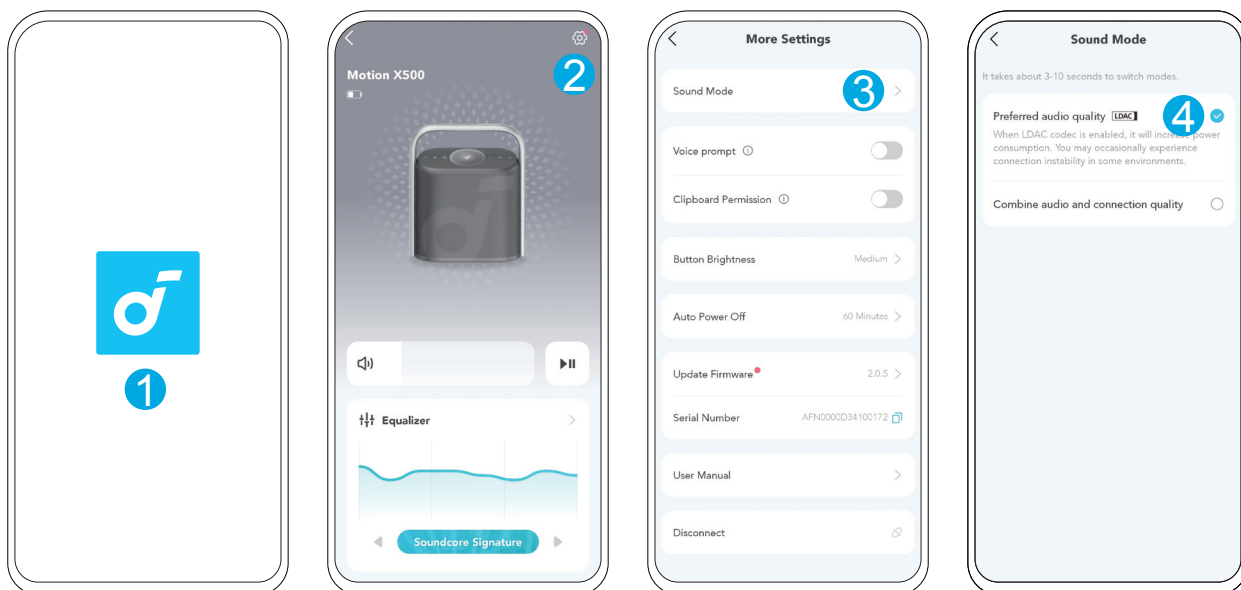 1
2
Motion X500
Equalizer
Soundcore Signature
More Settings
Sound Mode
3
Voice prompt
Clipboard Permission
Button Brightness Medium
Auto Power Off 60 Minutes
Update Firmware 2.0.5
Serial Number AFN0000D34100172
User Manual
Disconnect
Sound Mode
It takes about 3-10 seconds to switch modes.
Preferred audio quality LDAC
4
When LDAC codec is enabled, it will increase power
consumption. You may occasionally experience
connection instability in some environments.
Combine audio and connection quality